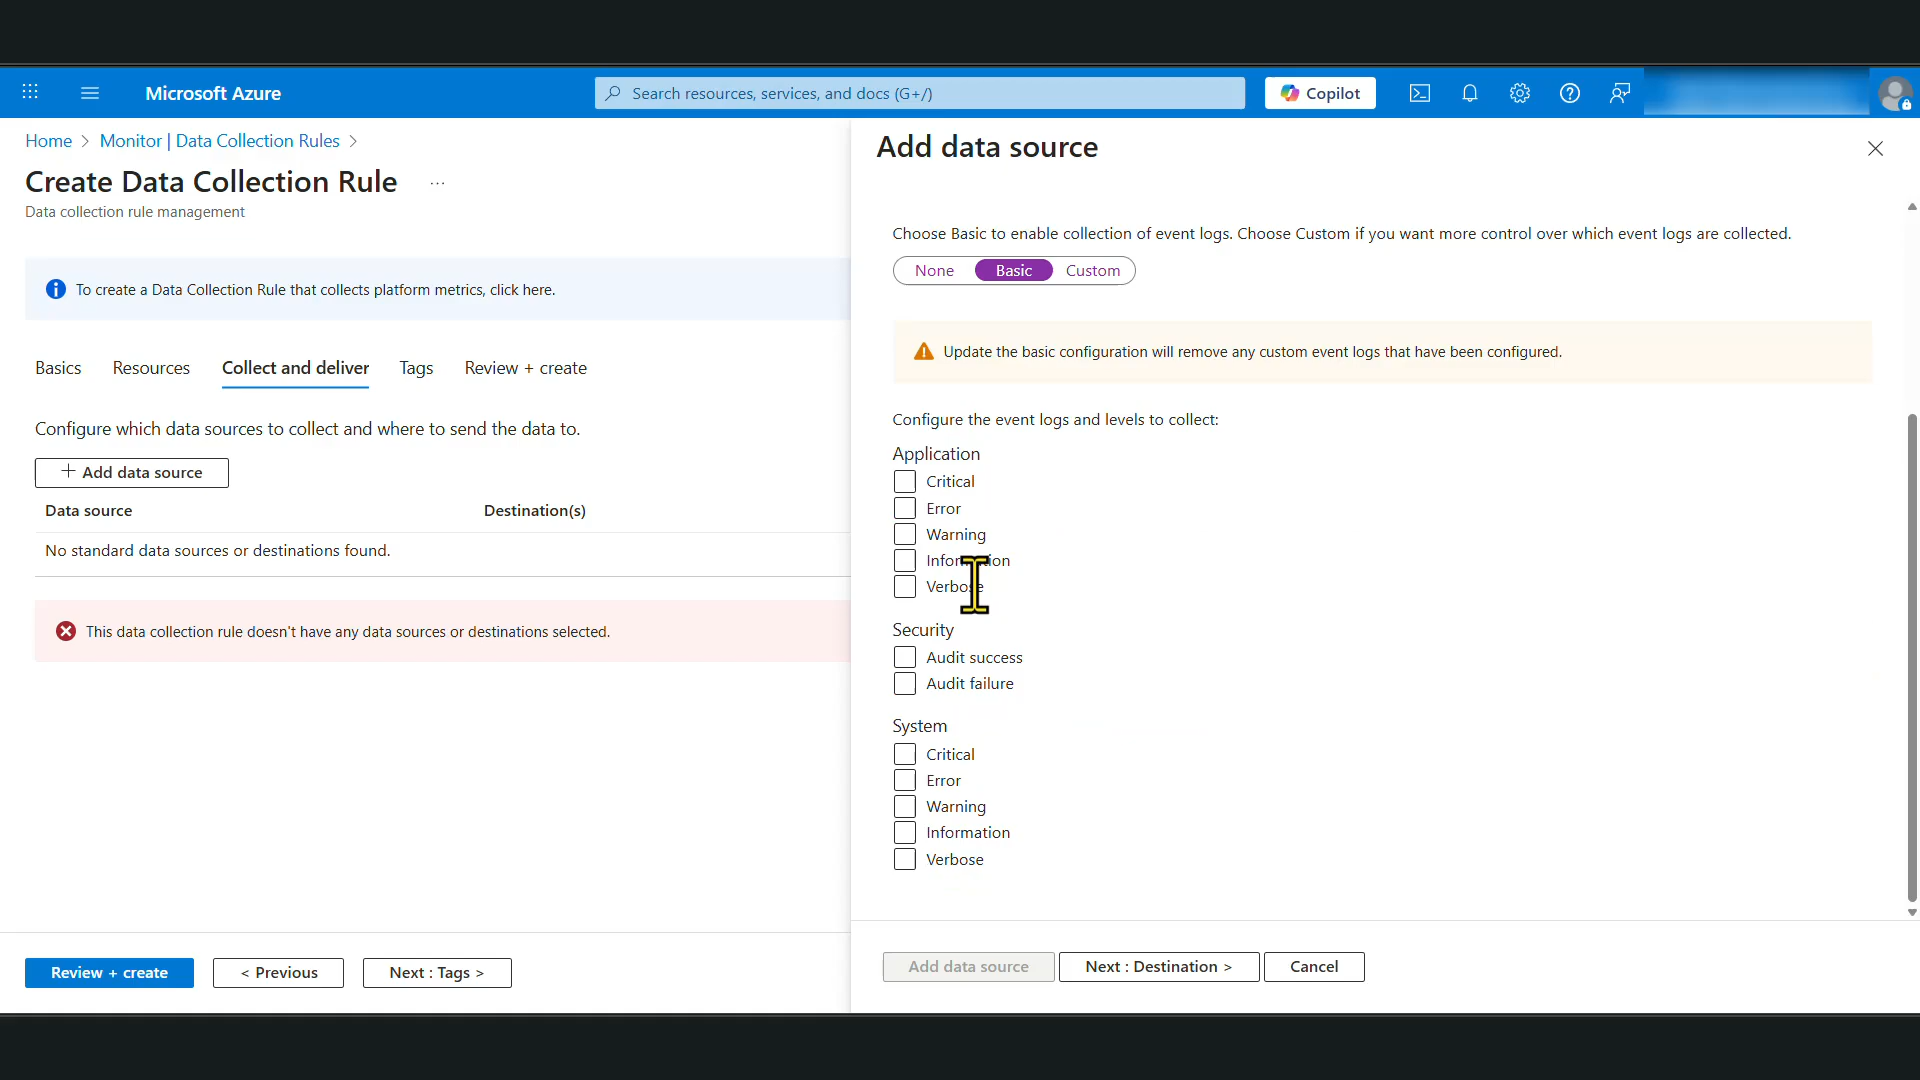 Microsoft Azure
Search resources, services, and docs (G+/)
Copilot
Home > Monitor | Data Collection Rules >
Create Data Collection Rule ...
Data collection rule management
To create a Data Collection Rule that collects platform metrics, click here.
Basics Resources Collect and deliver Tags Review + create
Configure which data sources to collect and where to send the data to.
+ Add data source
Data source Destination(s)
No standard data sources or destinations found.
This data collection rule doesn't have any data sources or destinations selected.
Review + create < Previous Next : Tags >
Add data source
Choose Basic to enable collection of event logs. Choose Custom if you want more control over which event logs are collected.
None Basic Custom
Update the basic configuration will remove any custom event logs that have been configured.
Configure the event logs and levels to collect:
Application
Critical
Error
Warning
Information
Verbose
Security
Audit success
Audit failure
System
Critical
Error
Warning
Information
Verbose
Add data source Next : Destination > Cancel